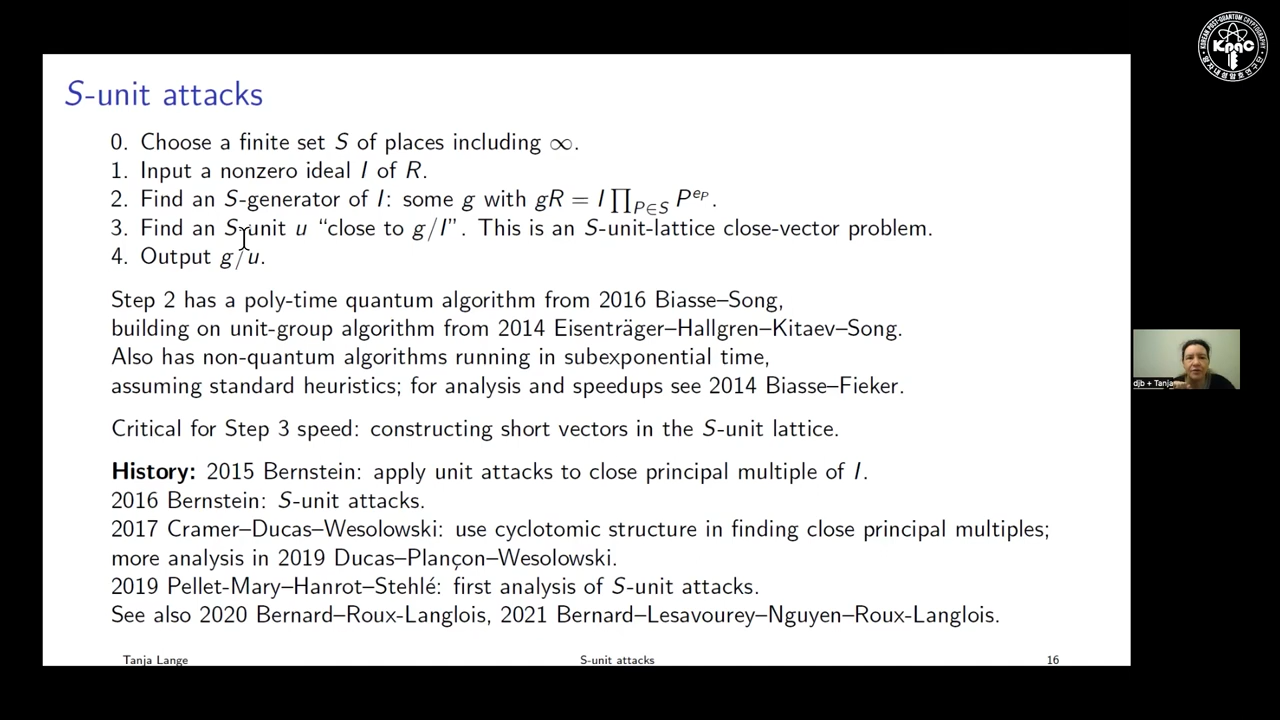 S-unit attacks
0. Choose a finite set S of places including ∞.
1. Input a nonzero ideal I of R.
2. Find an S-generator of I: some g with gR = I ∏_{P∈S} P^{e_P}.
3. Find an S-unit u “close to g/I”. This is an S-unit-lattice close-vector problem.
4. Output g/u.
Step 2 has a poly-time quantum algorithm from 2016 Biasse–Song,
building on unit-group algorithm from 2014 Eisenträger–Hallgren–Kitaev–Song.
Also has non-quantum algorithms running in subexponential time,
assuming standard heuristics; for analysis and speedups see 2014 Biasse–Fieker.
Critical for Step 3 speed: constructing short vectors in the S-unit lattice.
History: 2015 Bernstein: apply unit attacks to close principal multiple of I.
2016 Bernstein: S-unit attacks.
2017 Cramer–Ducas–Wesolowski: use cyclotomic structure in finding close principal multiples;
more analysis in 2019 Ducas–Plançon–Wesolowski.
2019 Pellet-Mary–Hanrot–Stehlé: first analysis of S-unit attacks.
See also 2020 Bernard–Roux-Langlois, 2021 Bernard–Lesavourey–Nguyen–Roux-Langlois.
Tanja Lange
S-unit attacks
16
djb + Tanja
KPQC